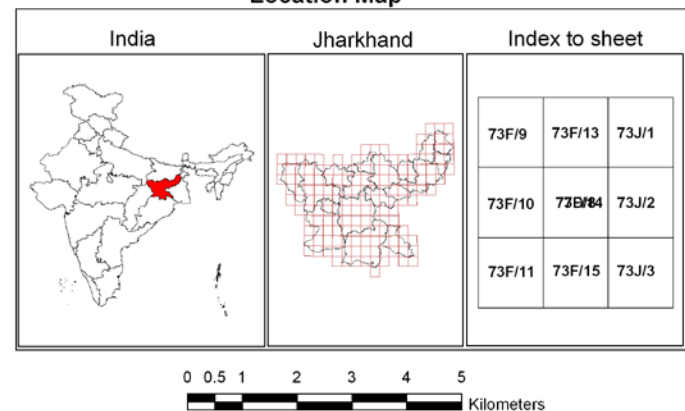 Location Map
India
Jharkhand
Index to sheet
73F/9 73F/13 73J/1
73F/10 73J/2
73F/11 73F/15 73J/3
0 0.5 1 2 3 4 5
Kilometers